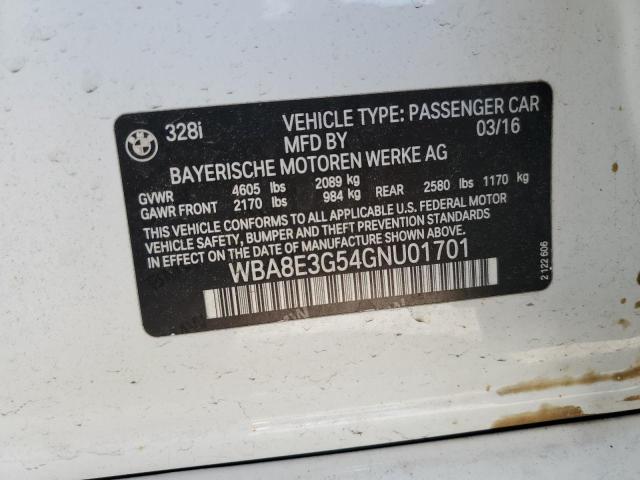 328i VEHICLE TYPE: PASSENGER CAR
MFD BY 03/16
BAYERISCHE MOTOREN WERKE AG
GVWR 4605 lbs 2089 kg
GAWR FRONT 2170 lbs 984 kg REAR 2580 lbs 1170 kg
THIS VEHICLE CONFORMS TO ALL APPLICABLE U.S. FEDERAL MOTOR
VEHICLE SAFETY, BUMPER AND THEFT PREVENTION STANDARDS
IN EFFECT ON THE DATE OF MANUFACTURE SHOWN ABOVE.
WBA8E3G54GNU01701
2 122 606